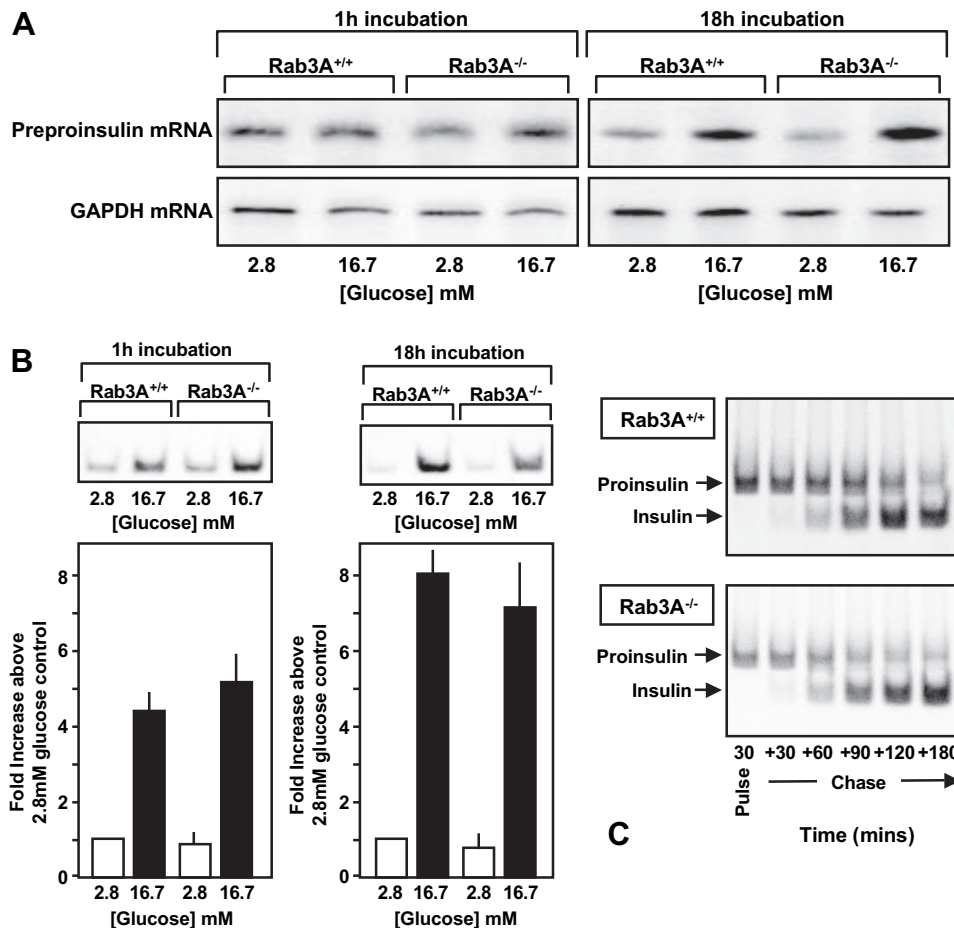 A
1h incubation 18h incubation
Rab3A+/+ Rab3A-/- Rab3A+/+ Rab3A-/-
Preproinsulin mRNA
GAPDH mRNA
2.8 16.7 2.8 16.7 2.8 16.7 2.8 16.7
[Glucose] mM [Glucose] mM
B
1h incubation 18h incubation
Rab3A+/+ Rab3A-/- Rab3A+/+ Rab3A-/-
2.8 16.7 2.8 16.7 2.8 16.7 2.8 16.7
[Glucose] mM [Glucose] mM
Fold Increase above
2.8mM glucose control
8
6
4
2
1
0
2.8 16.7 2.8 16.7
[Glucose] mM
Fold Increase above
2.8mM glucose control
8
6
4
2
1
0
2.8 16.7 2.8 16.7
[Glucose] mM
Rab3A+/+
Proinsulin
Insulin
Rab3A-/-
Proinsulin
Insulin
30 +30 +60 +90 +120 +180
Pulse
Chase
C
Time (mins)